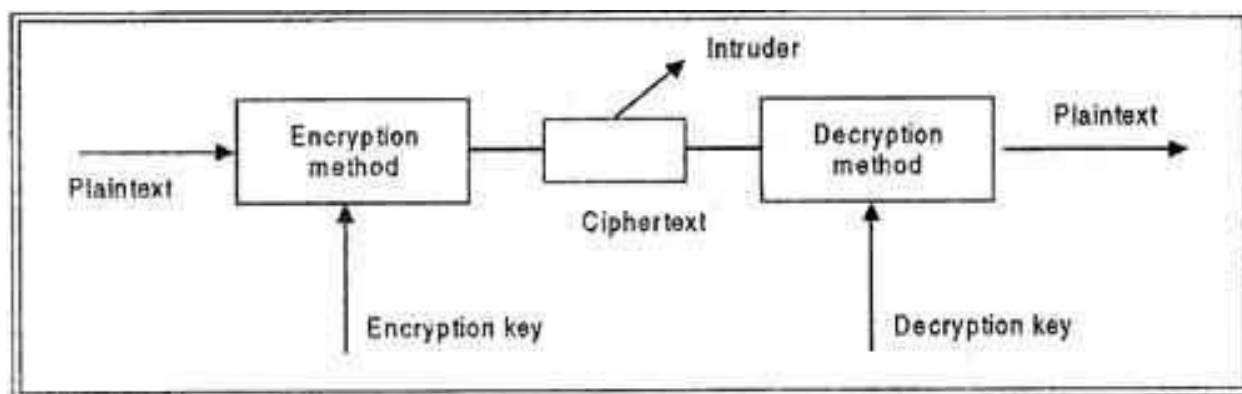 Intruder
Encryption
method
Decryption
method
Plaintext
Plaintext
Ciphertext
Encryption key
Decryption key